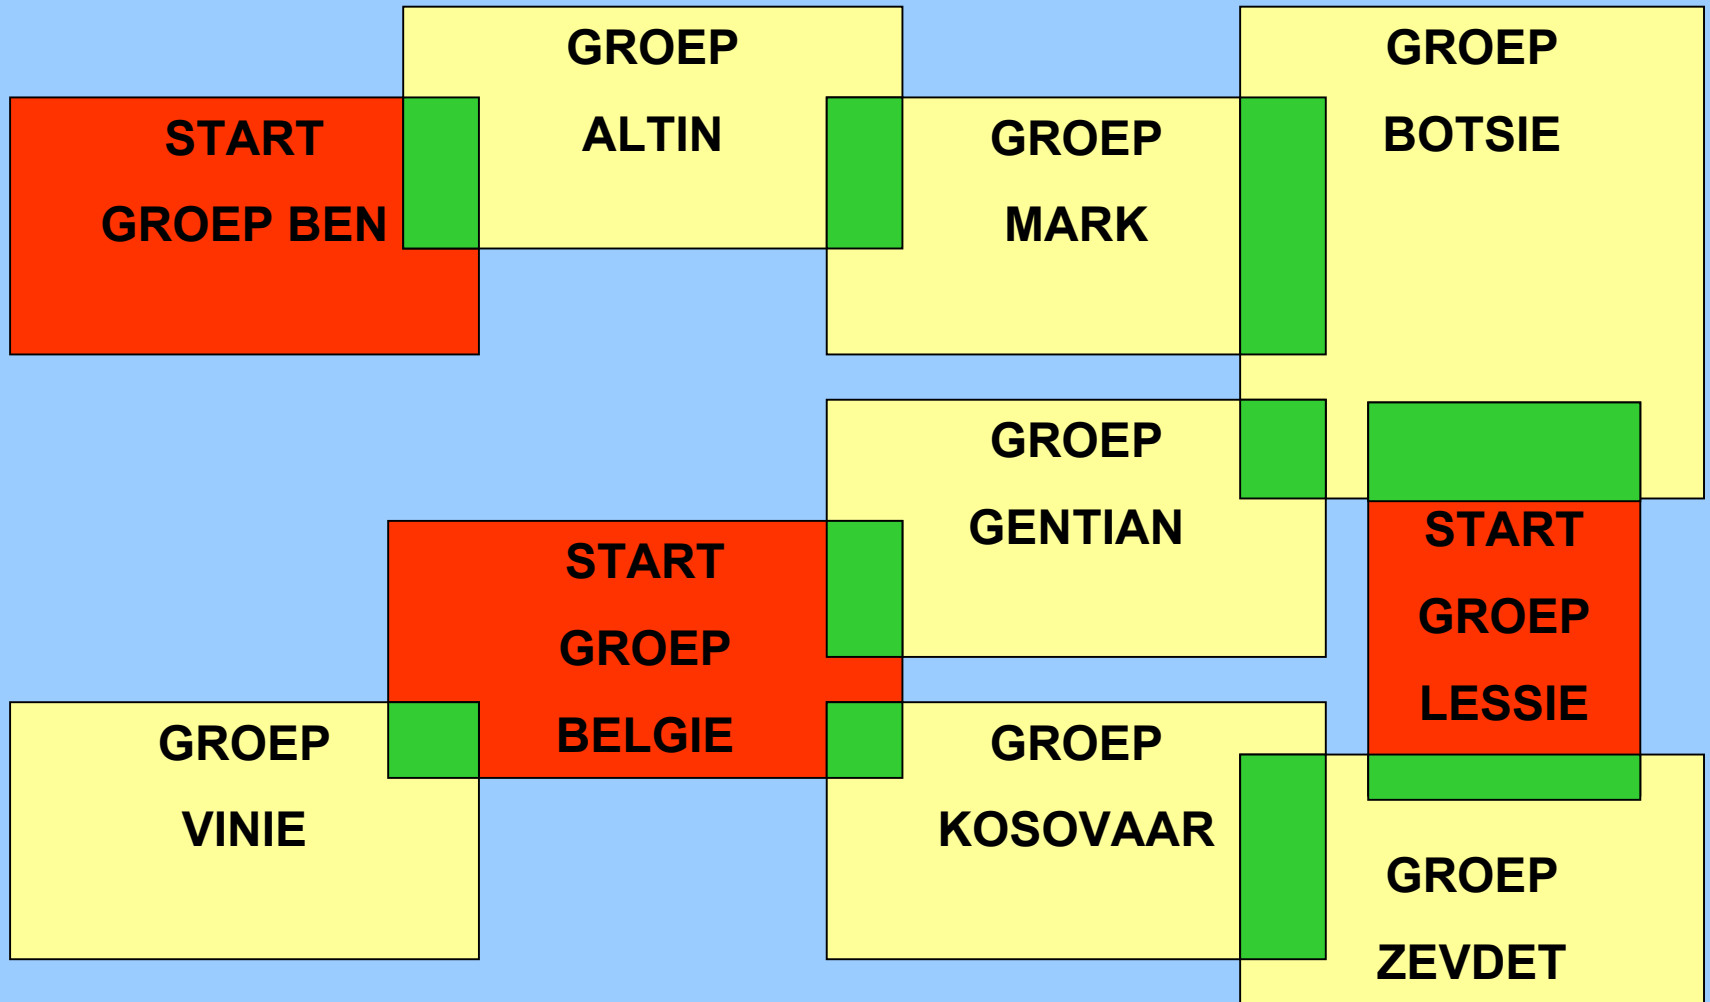 GROEP
ALTIN
GROEP
BOTSIE
START
GROEP BEN
GROEP
MARK
GROEP
GENTIAN
START
GROEP
LESSIE
START
GROEP
BELGIE
GROEP
VINIE
GROEP
KOSOVAAR
GROEP
ZEVDET